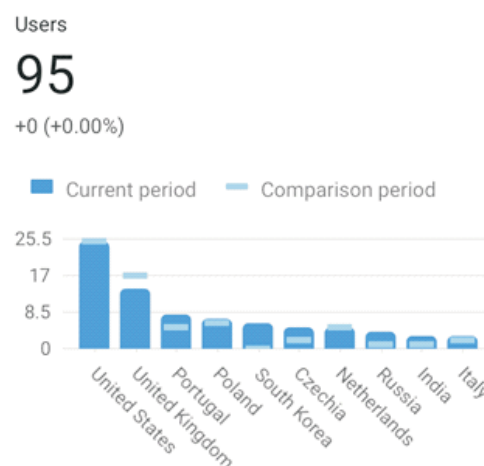 Users
95
+0 (+0.00%)
Current period Comparison period
25.5
17
8.5
0
United States
United Kingdom
Portugal
Poland
South Korea
Czechia
Netherlands
Russia
India
Italy